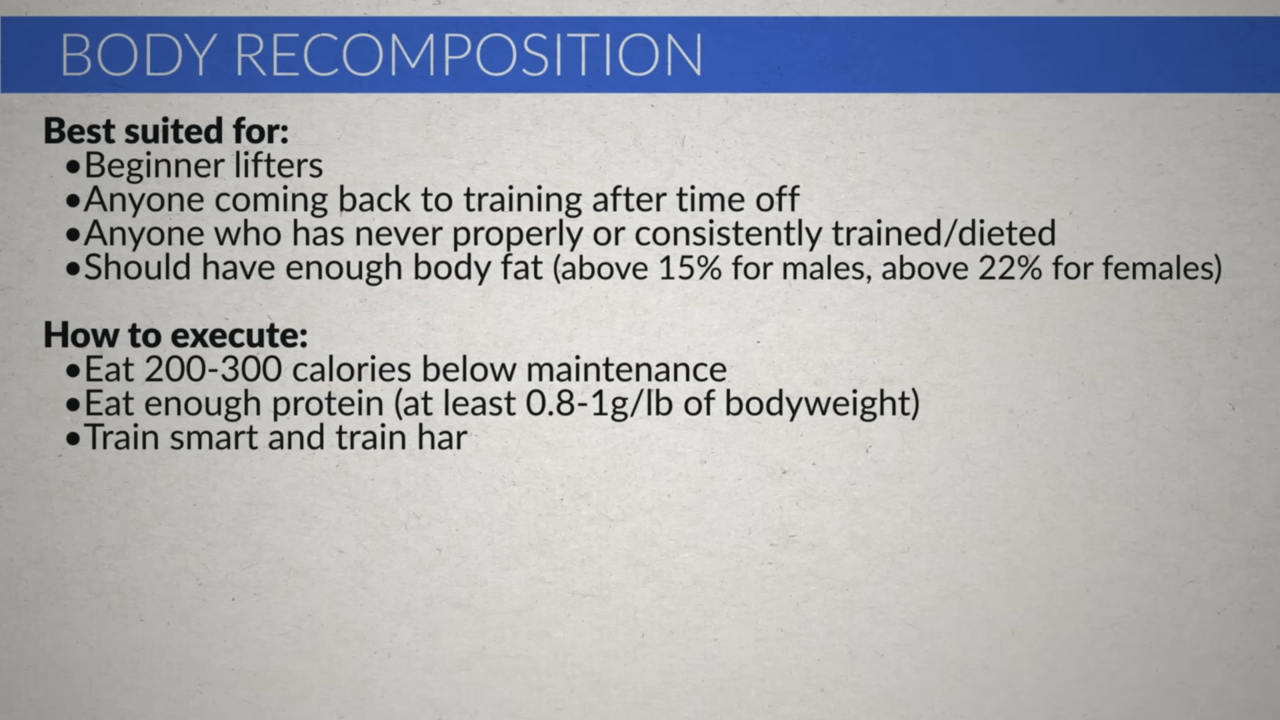 BODY RECOMPOSITION
Best suited for:
•Beginner lifters
•Anyone coming back to training after time off
•Anyone who has never properly or consistently trained/dieted
•Should have enough body fat (above 15% for males, above 22% for females)
How to execute:
•Eat 200-300 calories below maintenance
•Eat enough protein (at least 0.8-1g/lb of bodyweight)
•Train smart and train har